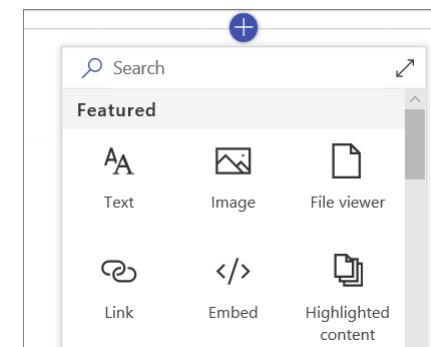 Search
Featured
Text
Image
File viewer
Link
Embed
Highlighted
content